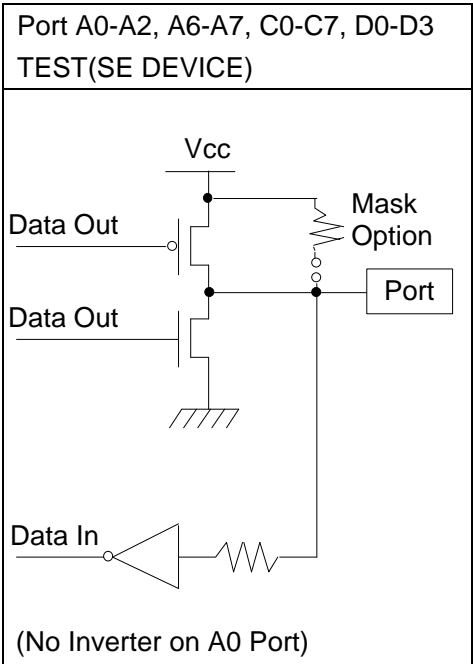 Port A0-A2, A6-A7, C0-C7, D0-D3
TEST(SE DEVICE)
Vcc
Mask
Option
Data Out
Port
Data Out
Data In
(No Inverter on A0 Port)